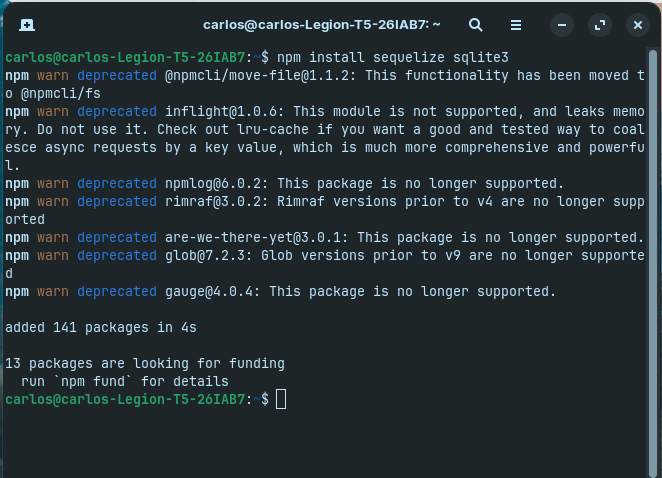 carlos@carlos-Legion-T5-26IAB7: ~
carlos@carlos-Legion-T5-26IAB7:~$ npm install sequelize sqlite3
npm warn deprecated @npmcli/move-file@1.1.2: This functionality has been moved t
o @npmcli/fs
npm warn deprecated inflight@1.0.6: This module is not supported, and leaks memo
ry. Do not use it. Check out lru-cache if you want a good and tested way to coal
esce async requests by a key value, which is much more comprehensive and powerfu
l.
npm warn deprecated npmlog@6.0.2: This package is no longer supported.
npm warn deprecated rimraf@3.0.2: Rimraf versions prior to v4 are no longer supp
orted
npm warn deprecated are-we-there-yet@3.0.1: This package is no longer supported.
npm warn deprecated glob@7.2.3: Glob versions prior to v9 are no longer supporte
d
npm warn deprecated gauge@4.0.4: This package is no longer supported.
added 141 packages in 4s
13 packages are looking for funding
  run `npm fund` for details
carlos@carlos-Legion-T5-26IAB7:~$